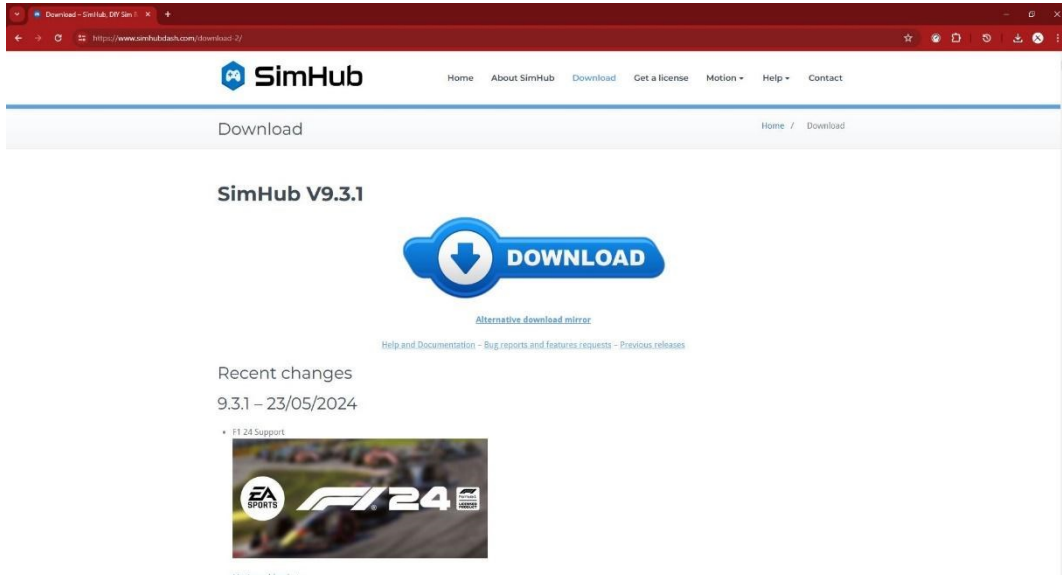 Download – SimHub, DIY Sim
https://www.simhubdash.com/download-2/
SimHub
Home About SimHub Download Get a license Motion Help Contact
Download
Home / Download
SimHub V9.3.1
DOWNLOAD
Alternative download mirror
Help and Documentation – Bug reports and features requests – Previous releases
Recent changes
9.3.1 – 23/05/2024
F1 24 Support
EA SPORTS
F1 24